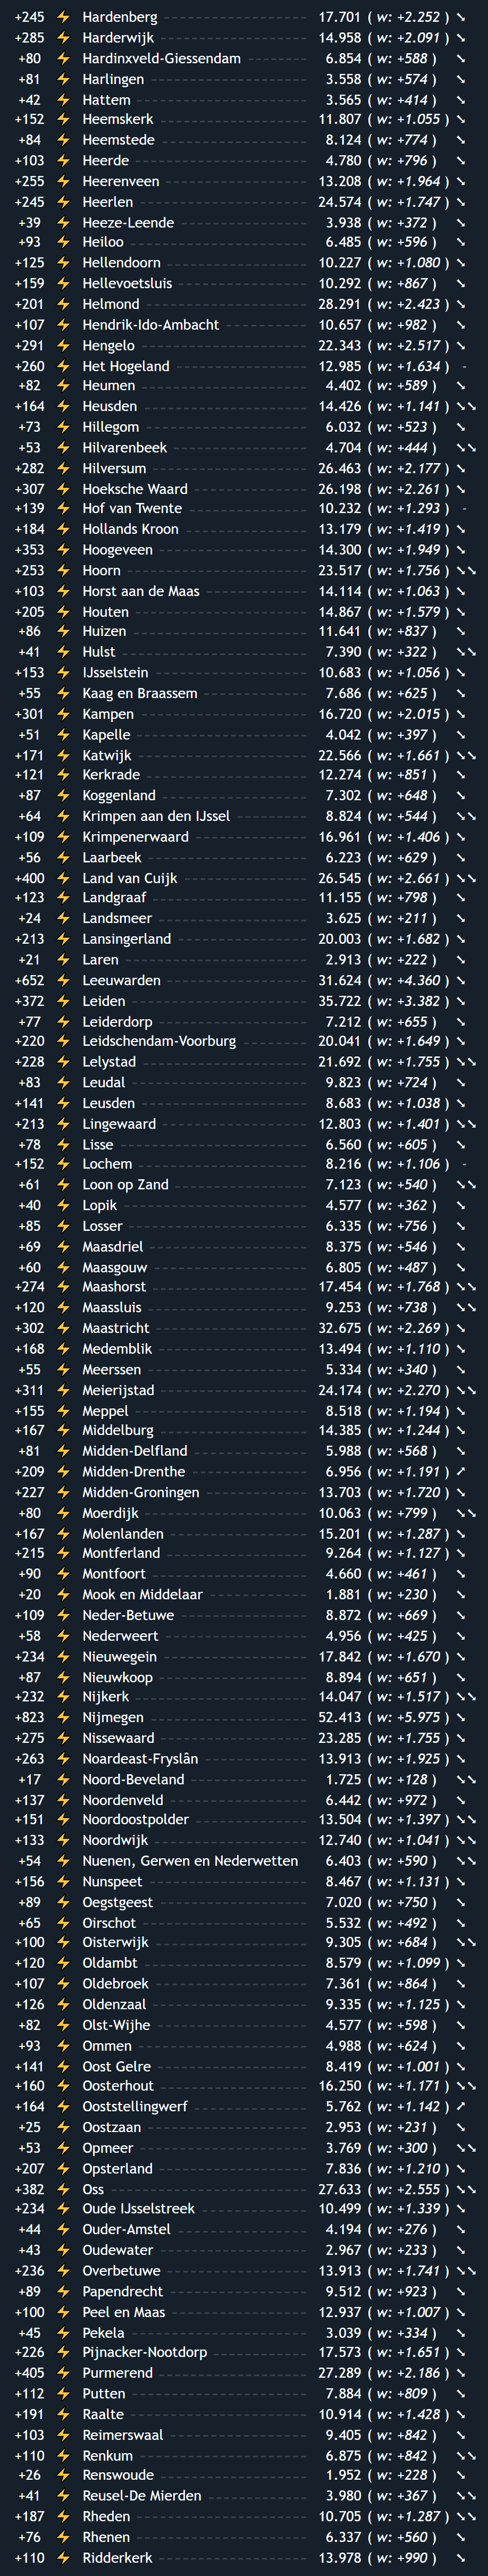 +245 ⚡ Hardenberg 17.701 ( w: +2.252 ) ↘
+285 ⚡ Harderwijk 14.958 ( w: +2.091 ) ↘
+80 ⚡ Hardinxveld-Giessendam 6.854 ( w: +588 ) ↘
+81 ⚡ Harlingen 3.558 ( w: +574 ) ↘
+42 ⚡ Hattem 3.565 ( w: +414 ) ↘
+152 ⚡ Heemskerk 11.807 ( w: +1.055 ) ↘
+84 ⚡ Heemstede 8.124 ( w: +774 ) ↘
+103 ⚡ Heerde 4.780 ( w: +796 ) ↘
+255 ⚡ Heerenveen 13.208 ( w: +1.964 ) ↘
+245 ⚡ Heerlen 24.574 ( w: +1.747 ) ↘
+39 ⚡ Heeze-Leende 3.938 ( w: +372 ) ↘
+93 ⚡ Heiloo 6.485 ( w: +596 ) ↘
+125 ⚡ Hellendoorn 10.227 ( w: +1.080 ) ↘
+159 ⚡ Hellevoetsluis 10.292 ( w: +867 ) ↘
+201 ⚡ Helmond 28.291 ( w: +2.423 ) ↘
+107 ⚡ Hendrik-Ido-Ambacht 10.657 ( w: +982 ) ↘
+291 ⚡ Hengelo 22.343 ( w: +2.517 ) ↘
+260 ⚡ Het Hogeland 12.985 ( w: +1.634 ) -
+82 ⚡ Heumen 4.402 ( w: +589 ) ↘
+164 ⚡ Heusden 14.426 ( w: +1.141 ) ↘↘
+73 ⚡ Hillegom 6.032 ( w: +523 ) ↘
+53 ⚡ Hilvarenbeek 4.704 ( w: +444 ) ↘↘
+282 ⚡ Hilversum 26.463 ( w: +2.177 ) ↘
+307 ⚡ Hoeksche Waard 26.198 ( w: +2.261 ) ↘
+139 ⚡ Hof van Twente 10.232 ( w: +1.293 ) -
+184 ⚡ Hollands Kroon 13.179 ( w: +1.419 ) ↘
+353 ⚡ Hoogeveen 14.300 ( w: +1.949 ) ↘
+253 ⚡ Hoorn 23.517 ( w: +1.756 ) ↘↘
+103 ⚡ Horst aan de Maas 14.114 ( w: +1.063 ) ↘
+205 ⚡ Houten 14.867 ( w: +1.579 ) ↘
+86 ⚡ Huizen 11.641 ( w: +837 ) ↘
+41 ⚡ Hulst 7.390 ( w: +322 ) ↘↘
+153 ⚡ IJsselstein 10.683 ( w: +1.056 ) ↘
+55 ⚡ Kaag en Braassem 7.686 ( w: +625 ) ↘
+301 ⚡ Kampen 16.720 ( w: +2.015 ) ↘
+51 ⚡ Kapelle 4.042 ( w: +397 ) ↘
+171 ⚡ Katwijk 22.566 ( w: +1.661 ) ↘↘
+121 ⚡ Kerkrade 12.274 ( w: +851 ) ↘
+87 ⚡ Koggenland 7.302 ( w: +648 ) ↘
+64 ⚡ Krimpen aan den IJssel 8.824 ( w: +544 ) ↘↘
+109 ⚡ Krimpenerwaard 16.961 ( w: +1.406 ) ↘
+56 ⚡ Laarbeek 6.223 ( w: +629 ) ↘
+400 ⚡ Land van Cuijk 26.545 ( w: +2.661 ) ↘↘
+123 ⚡ Landgraaf 11.155 ( w: +798 ) ↘
+24 ⚡ Landsmeer 3.625 ( w: +211 ) ↘
+213 ⚡ Lansingerland 20.003 ( w: +1.682 ) ↘
+21 ⚡ Laren 2.913 ( w: +222 ) ↘
+652 ⚡ Leeuwarden 31.624 ( w: +4.360 ) ↘
+372 ⚡ Leiden 35.722 ( w: +3.382 ) ↘
+77 ⚡ Leiderdorp 7.212 ( w: +655 ) ↘
+220 ⚡ Leidschendam-Voorburg 20.041 ( w: +1.649 ) ↘
+228 ⚡ Lelystad 21.692 ( w: +1.755 ) ↘↘
+83 ⚡ Leudal 9.823 ( w: +724 ) ↘
+141 ⚡ Leusden 8.683 ( w: +1.038 ) ↘
+213 ⚡ Lingewaard 12.803 ( w: +1.401 ) ↘↘
+78 ⚡ Lisse 6.560 ( w: +605 ) ↘
+152 ⚡ Lochem 8.216 ( w: +1.106 ) -
+61 ⚡ Loon op Zand 7.123 ( w: +540 ) ↘↘
+40 ⚡ Lopik 4.577 ( w: +362 ) ↘
+85 ⚡ Losser 6.335 ( w: +756 ) ↘
+69 ⚡ Maasdriel 8.375 ( w: +546 ) ↘
+60 ⚡ Maasgouw 6.805 ( w: +487 ) ↘
+274 ⚡ Maashorst 17.454 ( w: +1.768 ) ↘↘
+120 ⚡ Maassluis 9.253 ( w: +738 ) ↘↘
+302 ⚡ Maastricht 32.675 ( w: +2.269 ) ↘
+168 ⚡ Medemblik 13.494 ( w: +1.110 ) ↘
+55 ⚡ Meerssen 5.334 ( w: +340 ) ↘
+311 ⚡ Meierijstad 24.174 ( w: +2.270 ) ↘↘
+155 ⚡ Meppel 8.518 ( w: +1.194 ) ↘
+167 ⚡ Middelburg 14.385 ( w: +1.244 ) ↘
+81 ⚡ Midden-Delfland 5.988 ( w: +568 ) ↘
+209 ⚡ Midden-Drenthe 6.956 ( w: +1.191 ) ↗
+227 ⚡ Midden-Groningen 13.703 ( w: +1.720 ) ↘
+80 ⚡ Moerdijk 10.063 ( w: +799 ) ↘↘
+167 ⚡ Molenlanden 15.201 ( w: +1.287 ) ↘
+215 ⚡ Montferland 9.264 ( w: +1.127 ) ↘
+90 ⚡ Montfoort 4.660 ( w: +461 ) ↘
+20 ⚡ Mook en Middelaar 1.881 ( w: +230 ) ↘
+109 ⚡ Neder-Betuwe 8.872 ( w: +669 ) ↘
+58 ⚡ Nederweert 4.956 ( w: +425 ) ↘
+234 ⚡ Nieuwegein 17.842 ( w: +1.670 ) ↘
+87 ⚡ Nieuwkoop 8.894 ( w: +651 ) ↘
+232 ⚡ Nijkerk 14.047 ( w: +1.517 ) ↘↘
+823 ⚡ Nijmegen 52.413 ( w: +5.975 ) ↘
+275 ⚡ Nissewaard 23.285 ( w: +1.755 ) ↘
+263 ⚡ Noardeast-Fryslân 13.913 ( w: +1.925 ) ↘
+17 ⚡ Noord-Beveland 1.725 ( w: +128 ) ↘↘
+137 ⚡ Noordenveld 6.442 ( w: +972 ) ↘
+151 ⚡ Noordoostpolder 13.504 ( w: +1.397 ) ↘↘
+133 ⚡ Noordwijk 12.740 ( w: +1.041 ) ↘↘
+54 ⚡ Nuenen, Gerwen en Nederwetten 6.403 ( w: +590 ) ↘↘
+156 ⚡ Nunspeet 8.467 ( w: +1.131 ) ↘
+89 ⚡ Oegstgeest 7.020 ( w: +750 ) ↘
+65 ⚡ Oirschot 5.532 ( w: +492 ) ↘
+100 ⚡ Oisterwijk 9.305 ( w: +684 ) ↘↘
+120 ⚡ Oldambt 8.579 ( w: +1.099 ) ↘
+107 ⚡ Oldebroek 7.361 ( w: +864 ) ↘
+126 ⚡ Oldenzaal 9.335 ( w: +1.125 ) ↘
+82 ⚡ Olst-Wijhe 4.577 ( w: +598 ) ↘
+93 ⚡ Ommen 4.988 ( w: +624 ) ↘
+141 ⚡ Oost Gelre 8.419 ( w: +1.001 ) ↘
+160 ⚡ Oosterhout 16.250 ( w: +1.171 ) ↘↘
+164 ⚡ Ooststellingwerf 5.762 ( w: +1.142 ) ↗
+25 ⚡ Oostzaan 2.953 ( w: +231 ) ↘
+53 ⚡ Opmeer 3.769 ( w: +300 ) ↘↘
+207 ⚡ Opsterland 7.836 ( w: +1.210 ) ↘
+382 ⚡ Oss 27.633 ( w: +2.555 ) ↘↘
+234 ⚡ Oude IJsselstreek 10.499 ( w: +1.339 ) ↘
+44 ⚡ Ouder-Amstel 4.194 ( w: +276 ) ↘
+43 ⚡ Oudewater 2.967 ( w: +233 ) ↘
+236 ⚡ Overbetuwe 13.913 ( w: +1.741 ) ↘↘
+89 ⚡ Papendrecht 9.512 ( w: +923 ) ↘
+100 ⚡ Peel en Maas 12.937 ( w: +1.007 ) ↘
+45 ⚡ Pekela 3.039 ( w: +334 ) ↘
+226 ⚡ Pijnacker-Nootdorp 17.573 ( w: +1.651 ) ↘
+405 ⚡ Purmerend 27.289 ( w: +2.186 ) ↘
+112 ⚡ Putten 7.884 ( w: +809 ) ↘
+191 ⚡ Raalte 10.914 ( w: +1.428 ) ↘
+103 ⚡ Reimerswaal 9.405 ( w: +842 ) ↘
+110 ⚡ Renkum 6.875 ( w: +842 ) ↘↘
+26 ⚡ Renswoude 1.952 ( w: +228 ) ↘
+41 ⚡ Reusel-De Mierden 3.980 ( w: +367 ) ↘↘
+187 ⚡ Rheden 10.705 ( w: +1.287 ) ↘↘
+76 ⚡ Rhenen 6.337 ( w: +560 ) ↘
+110 ⚡ Ridderkerk 13.978 ( w: +990 ) ↘